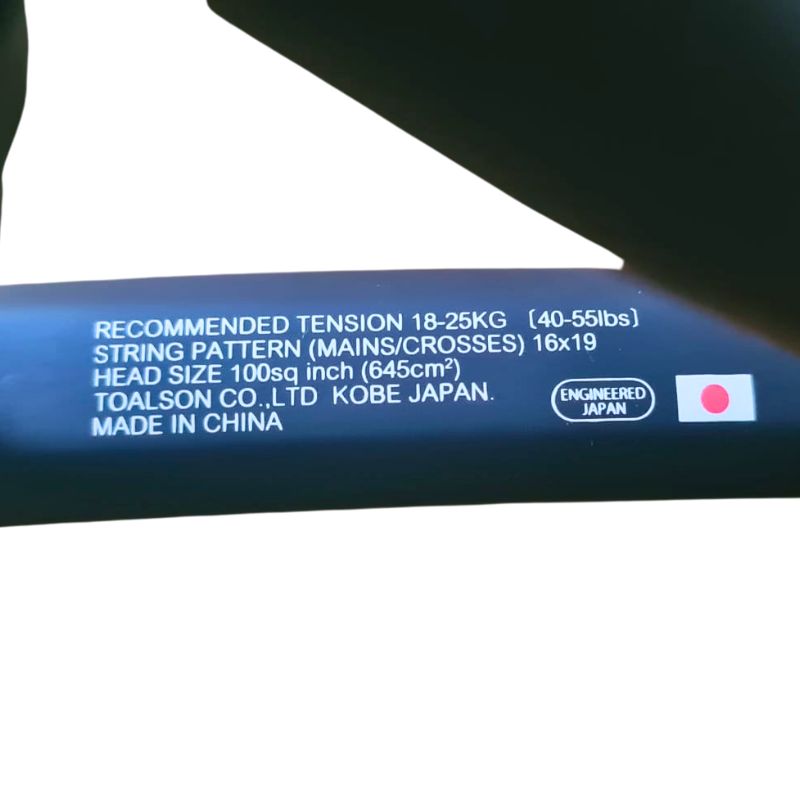 RECOMMENDED TENSION 18-25KG 〔40-55lbs〕
STRING PATTERN (MAINS/CROSSES) 16x19
HEAD SIZE 100sq inch (645cm²)
TOALSON CO.,LTD KOBE JAPAN.
MADE IN CHINA
ENGINEERED
JAPAN